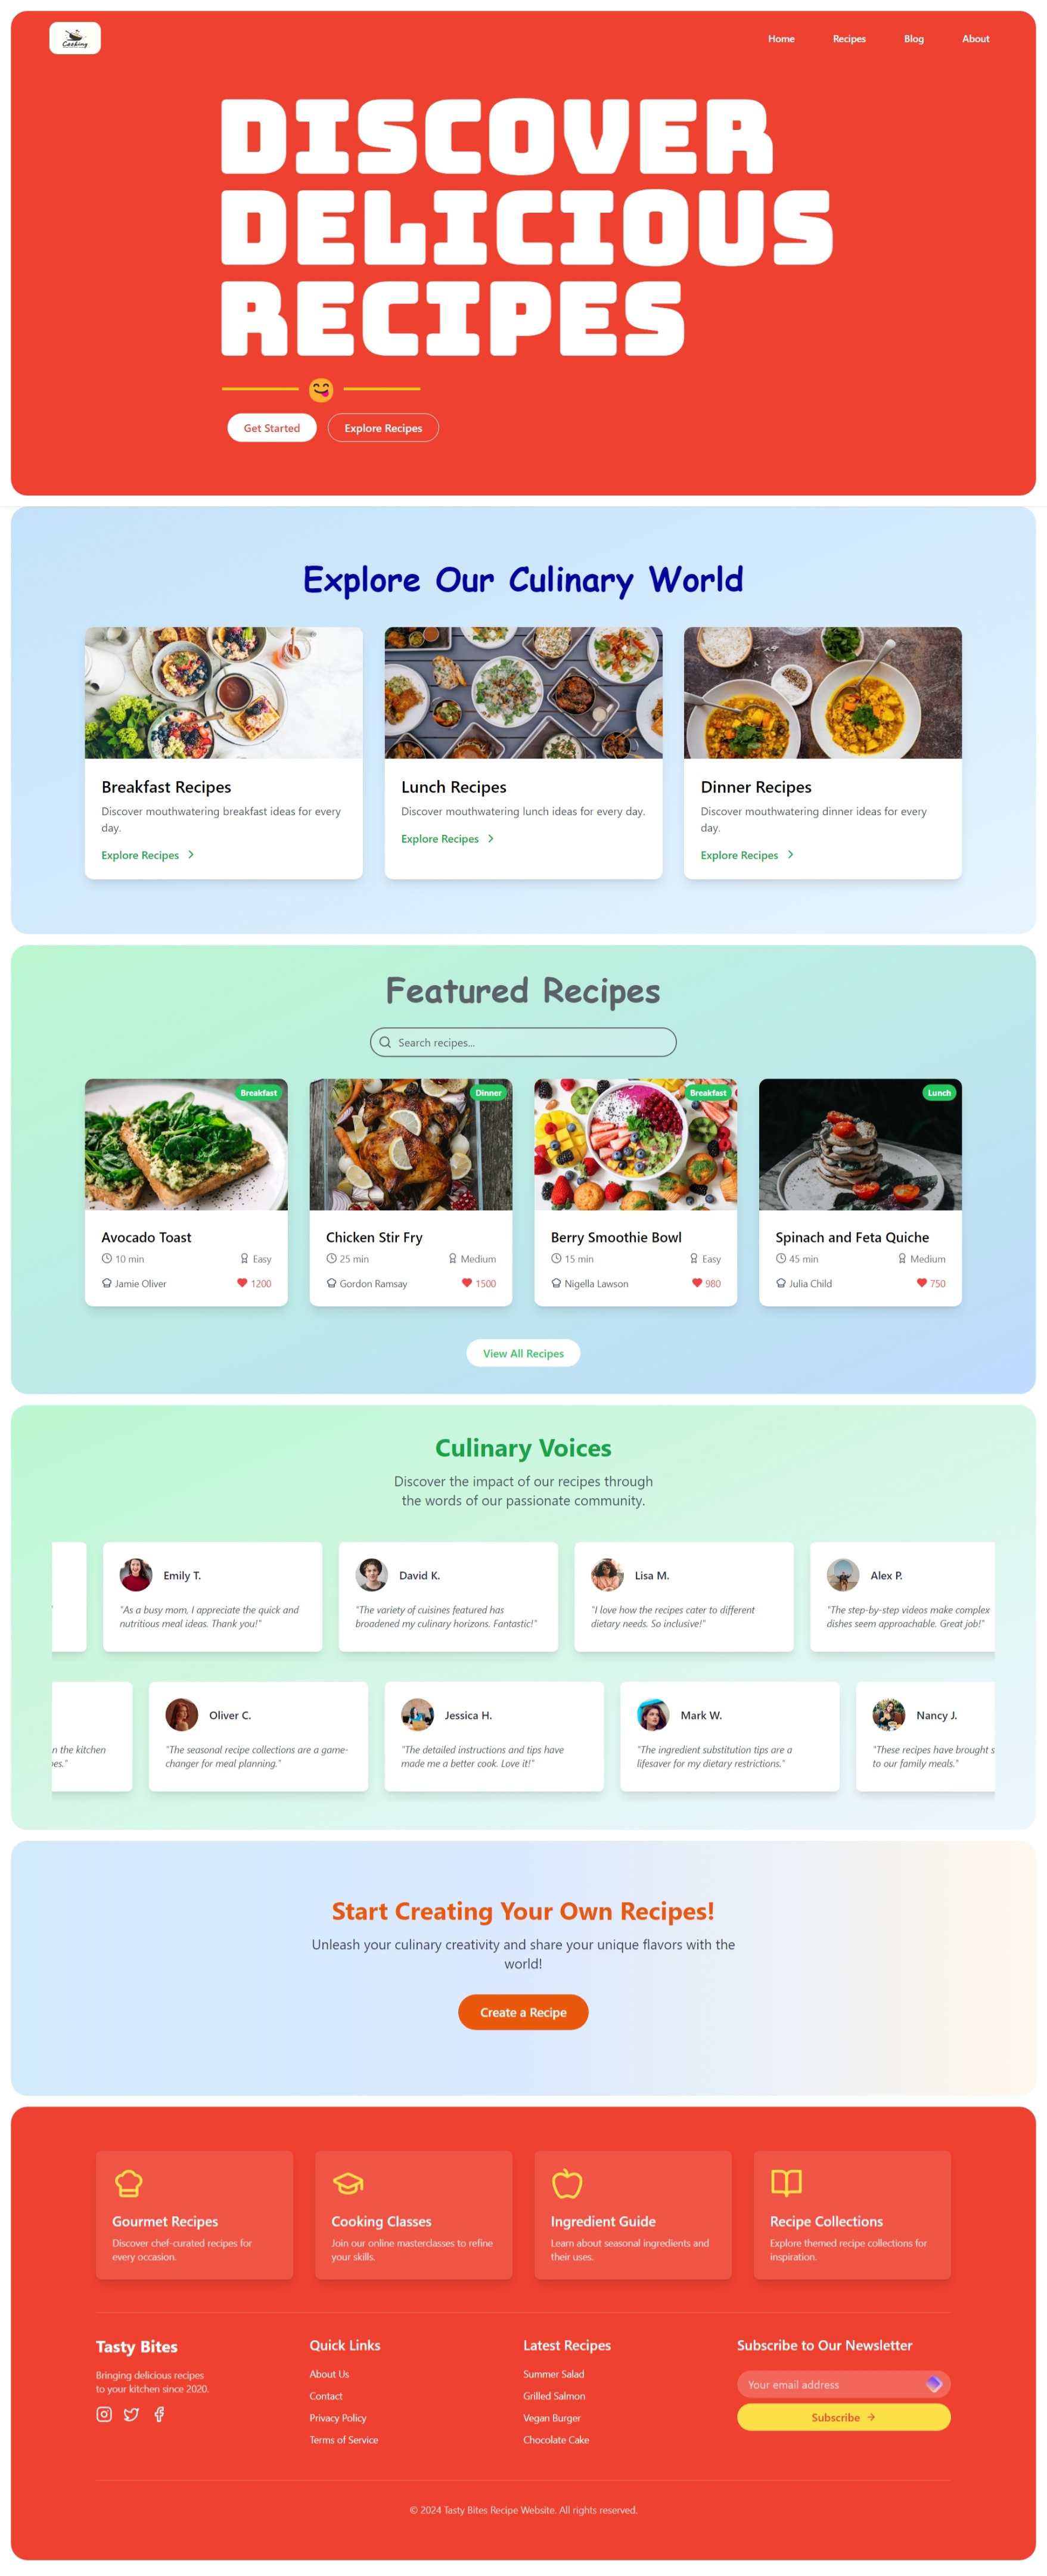 Cooking
Home
Recipes
Blog
About
DISCOVER
DELICIOUS
RECIPES
Get Started
Explore Recipes
Explore Our Culinary World
Breakfast Recipes
Discover mouthwatering breakfast ideas for every
day.
Explore Recipes
Lunch Recipes
Discover mouthwatering lunch ideas for every day.
Explore Recipes
Dinner Recipes
Discover mouthwatering dinner ideas for every
day.
Explore Recipes
Featured Recipes
Search recipes...
Breakfast
Avocado Toast
10 min
Easy
Jamie Oliver
1200
Dinner
Chicken Stir Fry
25 min
Medium
Gordon Ramsay
1500
Breakfast
Berry Smoothie Bowl
15 min
Easy
Nigella Lawson
980
Lunch
Spinach and Feta Quiche
45 min
Medium
Julia Child
750
View All Recipes
Culinary Voices
Discover the impact of our recipes through
the words of our passionate community.
Emily T.
"As a busy mom, I appreciate the quick and
nutritious meal ideas. Thank you!"
David K.
"The variety of cuisines featured has
broadened my culinary horizons. Fantastic!"
Lisa M.
"I love how the recipes cater to different
dietary needs. So inclusive!"
Alex P.
"The step-by-step videos make complex
dishes seem approachable. Great job!"
n the kitchen
es."
Oliver C.
"The seasonal recipe collections are a game-
changer for meal planning."
Jessica H.
"The detailed instructions and tips have
made me a better cook. Love it!"
Mark W.
"The ingredient substitution tips are a
lifesaver for my dietary restrictions."
Nancy J.
"These recipes have brought s
to our family meals."
Start Creating Your Own Recipes!
Unleash your culinary creativity and share your unique flavors with the
world!
Create a Recipe
Gourmet Recipes
Discover chef-curated recipes for
every occasion.
Cooking Classes
Join our online masterclasses to refine
your skills.
Ingredient Guide
Learn about seasonal ingredients and
their uses.
Recipe Collections
Explore themed recipe collections for
inspiration.
Tasty Bites
Bringing delicious recipes
to your kitchen since 2020.
Quick Links
About Us
Contact
Privacy Policy
Terms of Service
Latest Recipes
Summer Salad
Grilled Salmon
Vegan Burger
Chocolate Cake
Subscribe to Our Newsletter
Your email address
Subscribe
© 2024 Tasty Bites Recipe Website. All rights reserved.